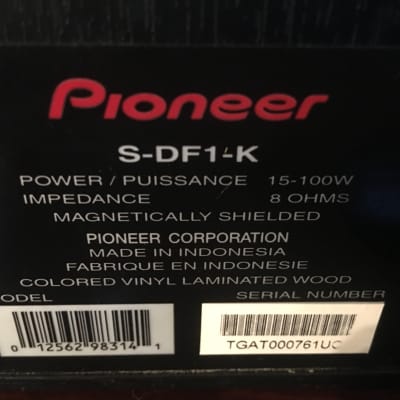 Pioneer
S-DF1-K
POWER / PUISSANCE 15-100W
IMPEDANCE 8 OHMS
MAGNETICALLY SHIELDED
PIONEER CORPORATION
MADE IN INDONESIA
FABRIQUE EN INDONESIE
COLORED VINYL LAMINATED WOOD
ODEL SERIAL NUMBER
0 12562 98314 1
TGAT000761UC